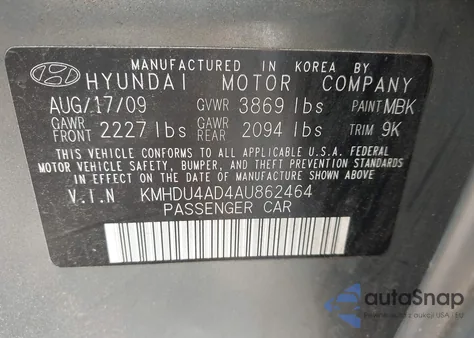 MANUFACTURED IN KOREA BY
HYUNDAI MOTOR COMPANY
AUG/17/09 GVWR 3869 lbs PAINT MBK
GAWR FRONT 2227 lbs GAWR REAR 2094 lbs TRIM 9K
THIS VEHICLE CONFORMS TO ALL APPLICABLE U.S.A. FEDERAL
MOTOR VEHICLE SAFETY, BUMPER, AND THEFT PREVENTION STANDARDS
IN EFFECT ON THE DATE OF MANUFACTURE SHOWN ABOVE.
V.I.N KMHDU4AD4AU862464
PASSENGER CAR
autoSnap